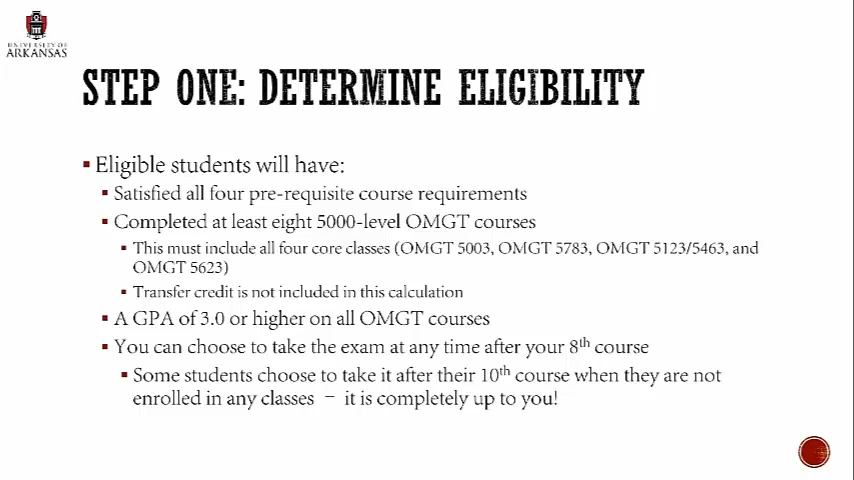 UNIVERSITY OF
ARKANSAS
STEP ONE: DETERMINE ELIGIBILITY
Eligible students will have:
Satisfied all four pre-requisite course requirements
Completed at least eight 5000-level OMGT courses
This must include all four core classes (OMGT 5003, OMGT 5783, OMGT 5123/5463, and
OMGT 5623)
Transfer credit is not included in this calculation
A GPA of 3.0 or higher on all OMGT courses
You can choose to take the exam at any time after your 8th course
Some students choose to take it after their 10th course when they are not
enrolled in any classes – it is completely up to you!